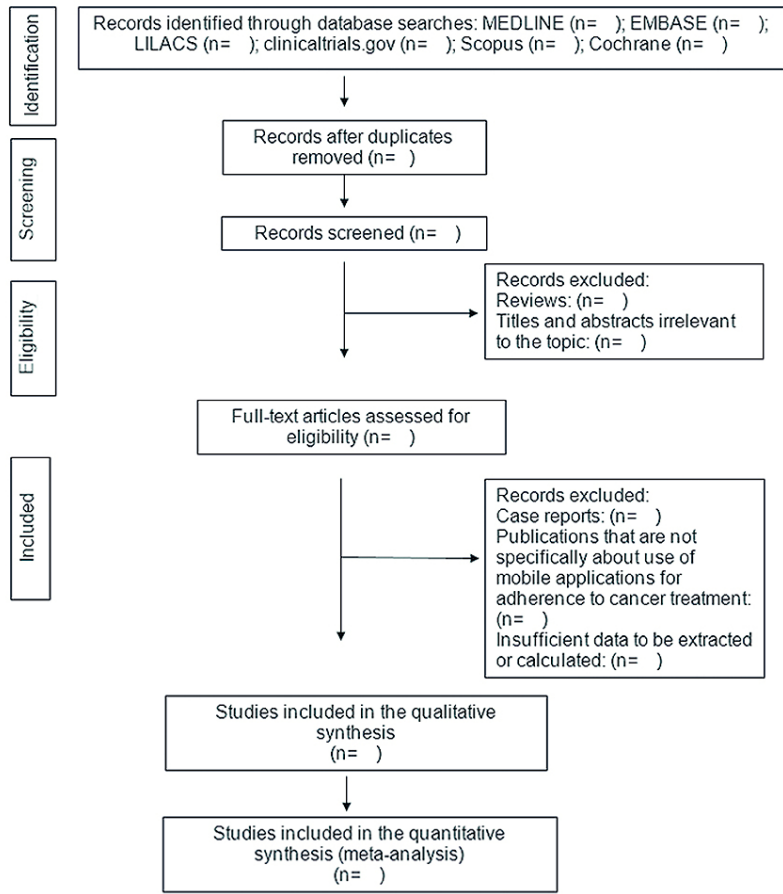 Identification
Records identified through database searches: MEDLINE (n= ); EMBASE (n= );
LILACS (n= ); clinicaltrials.gov (n= ); Scopus (n= ); Cochrane (n= )
Records after duplicates
removed (n= )
Screening
Records screened (n= )
Records excluded:
Reviews: (n= )
Titles and abstracts irrelevant
to the topic: (n= )
Eligibility
Full-text articles assessed for
eligibility (n= )
Included
Records excluded:
Case reports: (n= )
Publications that are not
specifically about use of
mobile applications for
adherence to cancer treatment:
(n= )
Insufficient data to be extracted
or calculated: (n= )
Studies included in the qualitative
synthesis
(n= )
Studies included in the quantitative
synthesis (meta-analysis)
(n= )